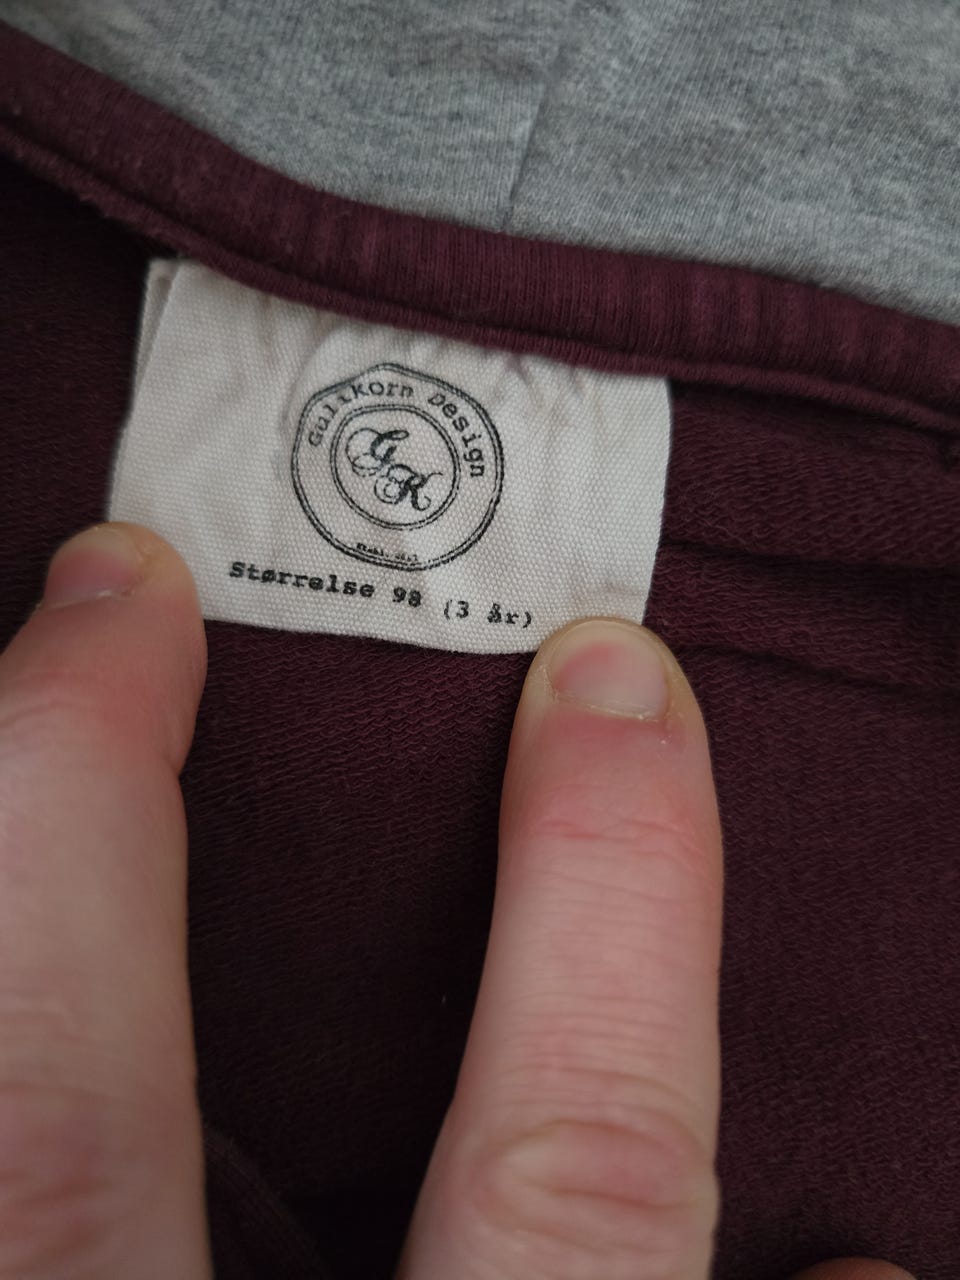 Gullkorn Design
GK
Størrelse 98 (3 år)